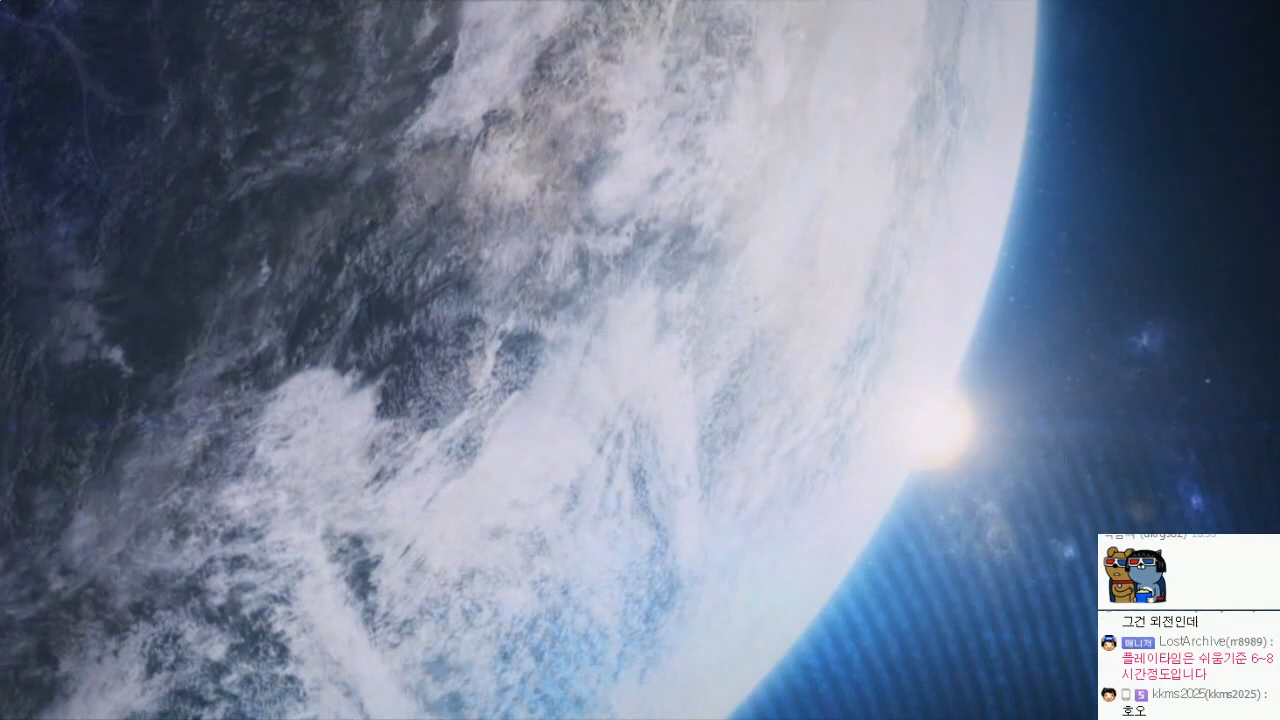 그건 외전인데
매니저 LostArchive(rr8989) :
플레이타임은 쉬움기준 6~8
시간정도입니다
5 kkms2025(kkms2025) :
호오